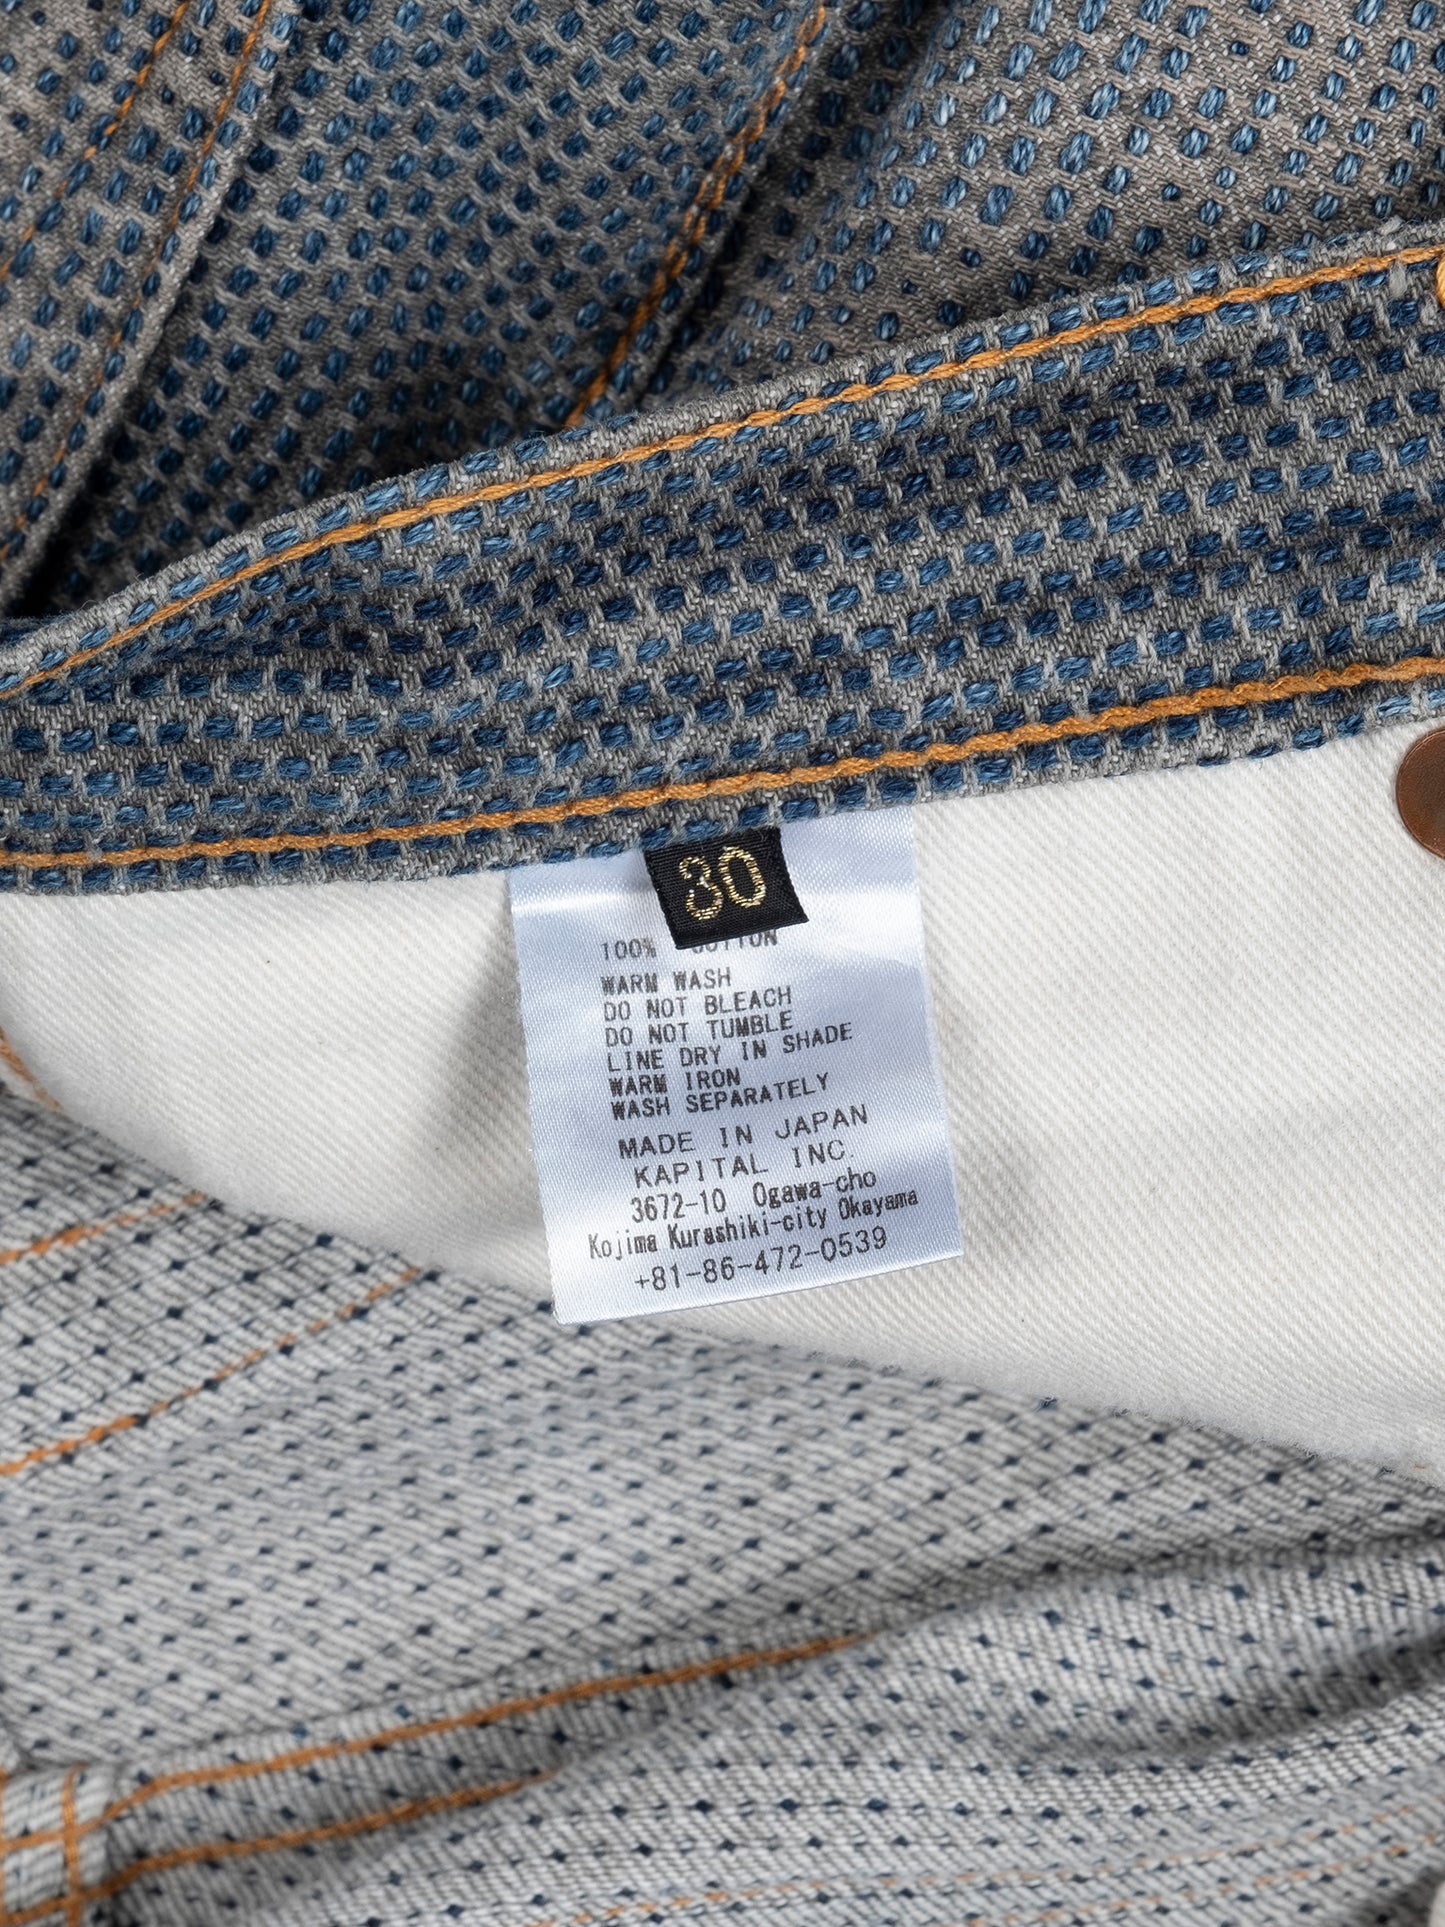 30
100% COTTON
WARM WASH
DO NOT BLEACH
DO NOT TUMBLE
LINE DRY IN SHADE
WARM IRON
WASH SEPARATELY
MADE IN JAPAN
KAPITAL INC.
3672-10 Ogawa-cho
Kojima Kurashiki-city Okayama
+81-86-472-0539